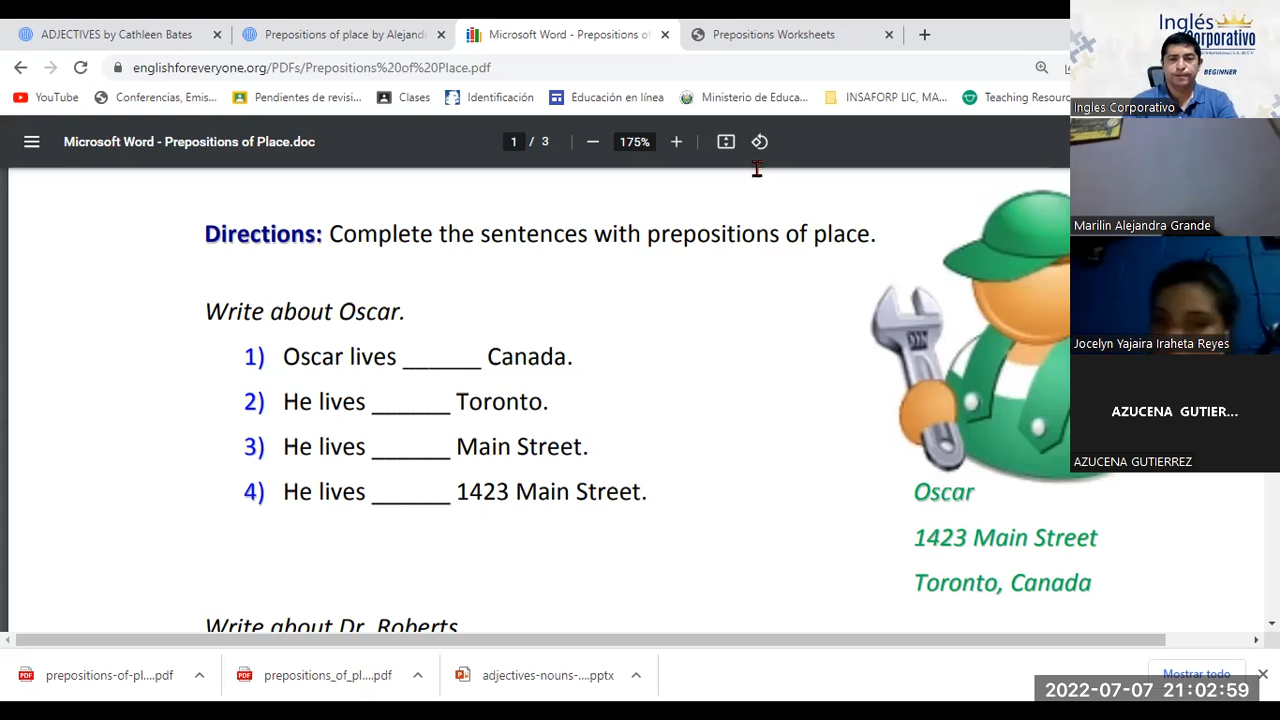 ADJECTIVES by Cathleen Bates
Prepositions of place by Alejand
Microsoft Word - Prepositions of
Prepositions Worksheets
englishforeveryone.org/PDFs/Prepositions%20of%20Place.pdf
YouTube
Conferencias, Emis...
Pendientes de revisi...
Clases
Identificación
Educación en línea
Ministerio de Educa...
INSAFORP LIC, MA...
Teaching Resourc
Microsoft Word - Prepositions of Place.doc
1 / 3
175%
Directions: Complete the sentences with prepositions of place.
Write about Oscar.
1) Oscar lives ______ Canada.
2) He lives ______ Toronto.
3) He lives ______ Main Street.
4) He lives ______ 1423 Main Street.
Oscar
1423 Main Street
Toronto, Canada
Write about Dr. Roberts
Inglés
Corporativo
BEGINNER
Ingles Corporativo
Marilin Alejandra Grande
Jocelyn Yajaira Iraheta Reyes
AZUCENA GUTIER...
AZUCENA GUTIERREZ
prepositions-of-pl....pdf
prepositions_of_pl....pdf
adjectives-nouns-....pptx
Mostrar todo
2022-07-07 21:02:59